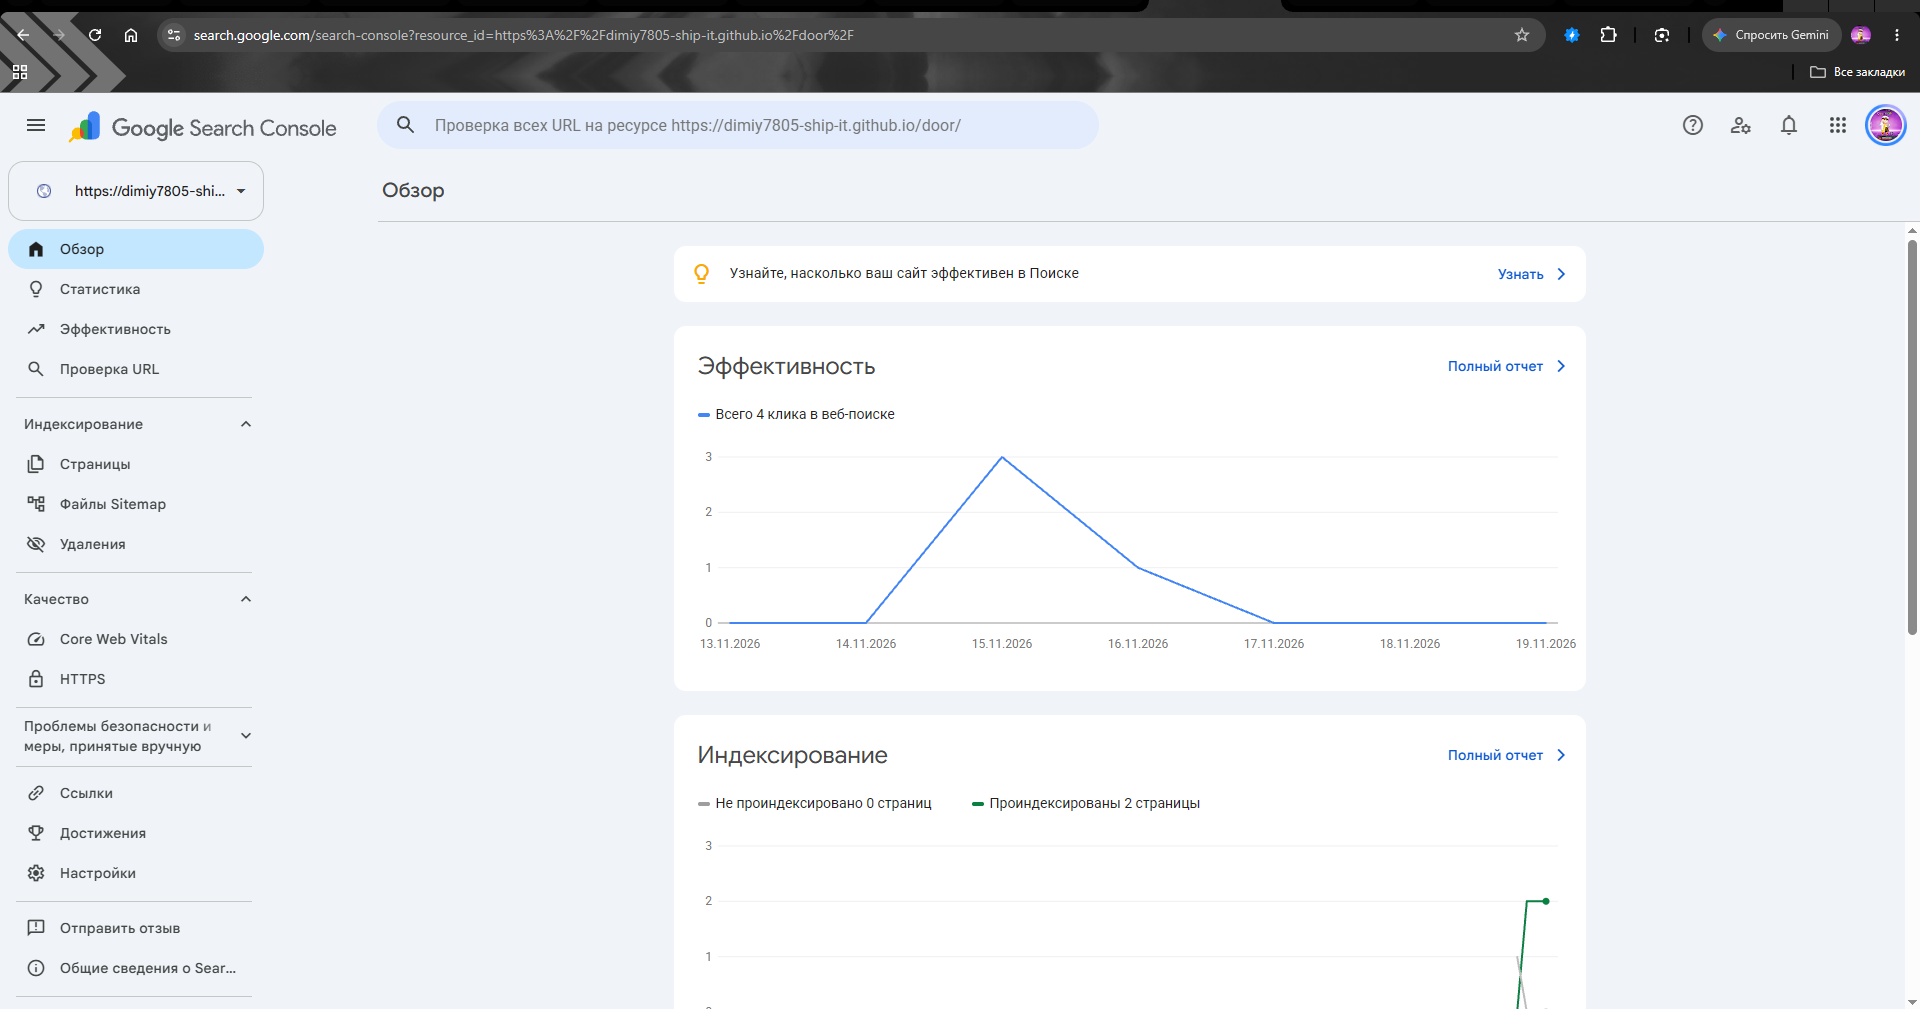 search.google.com/search-console?resource_id=https%3A%2F%2Fdimiy7805-ship-it.github.io%2Fdoor%2F
Спросить Gemini
Все закладки
Google Search Console
Проверка всех URL на ресурсе https://dimiy7805-ship-it.github.io/door/
https://dimiy7805-shi...
Обзор
Статистика
Эффективность
Проверка URL
Индексирование
Страницы
Файлы Sitemap
Удаления
Качество
Core Web Vitals
HTTPS
Проблемы безопасности и
меры, принятые вручную
Ссылки
Достижения
Настройки
Отправить отзыв
Общие сведения о Sear...
Обзор
Узнайте, насколько ваш сайт эффективен в Поиске
Узнать
Эффективность
Полный отчет
Всего 4 клика в веб-поиске
3
2
1
0
13.11.2026 14.11.2026 15.11.2026 16.11.2026 17.11.2026 18.11.2026 19.11.2026
Индексирование
Полный отчет
Не проиндексировано 0 страниц Проиндексированы 2 страницы
3
2
1